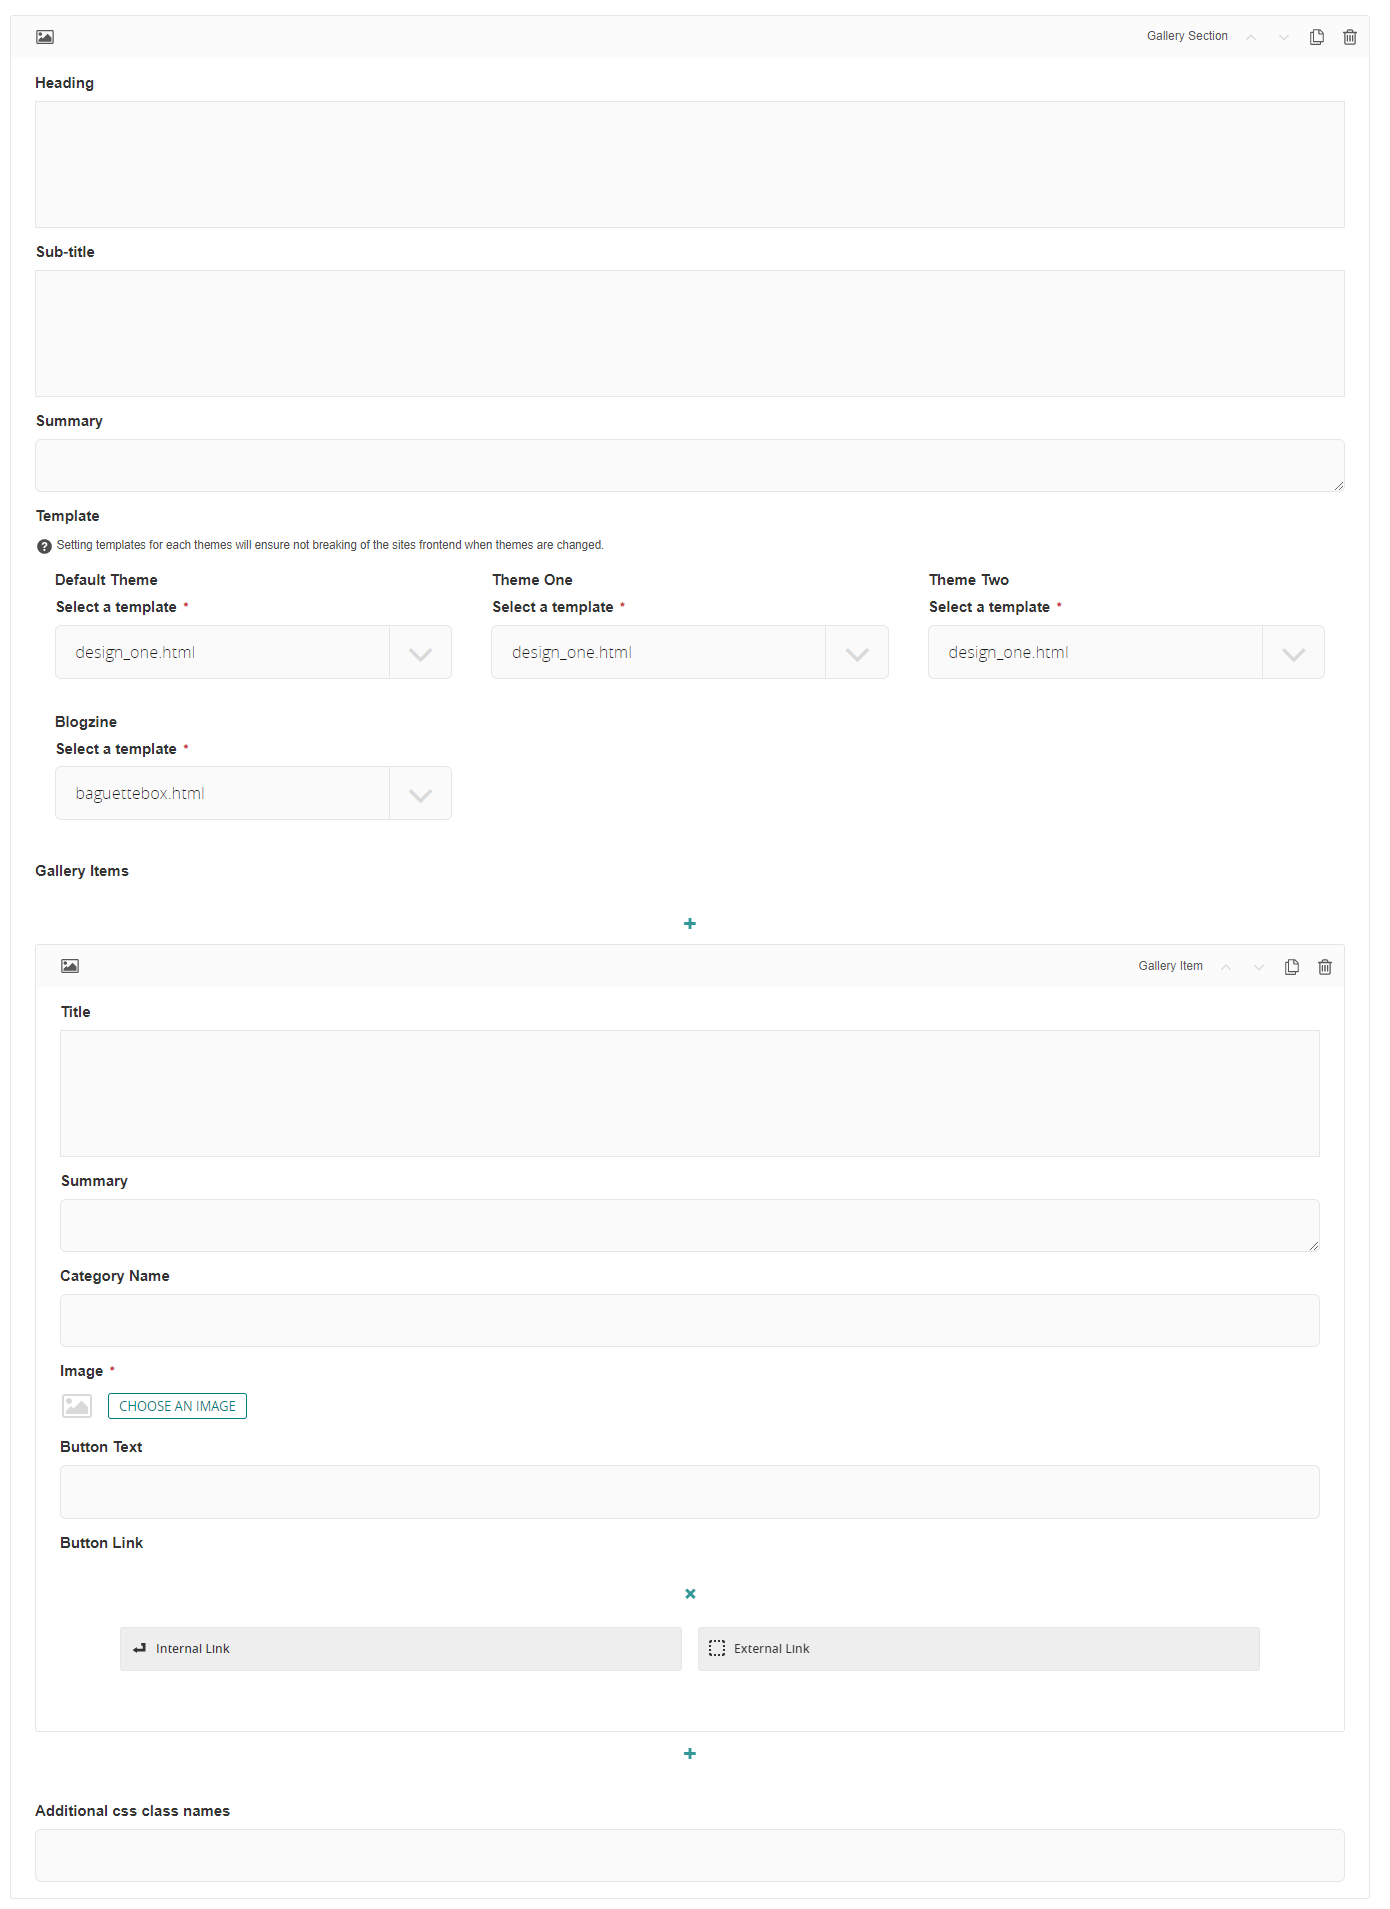 Gallery Section
Heading
Sub-title
Summary
Template
Setting templates for each themes will ensure not breaking of the sites frontend when themes are changed.
Default Theme
Select a template *
design_one.html
Theme One
Select a template *
design_one.html
Theme Two
Select a template *
design_one.html
Blogzine
Select a template *
baguettebox.html
Gallery Items
Gallery Item
Title
Summary
Category Name
Image *
CHOOSE AN IMAGE
Button Text
Button Link
Internal Link
External Link
Additional css class names